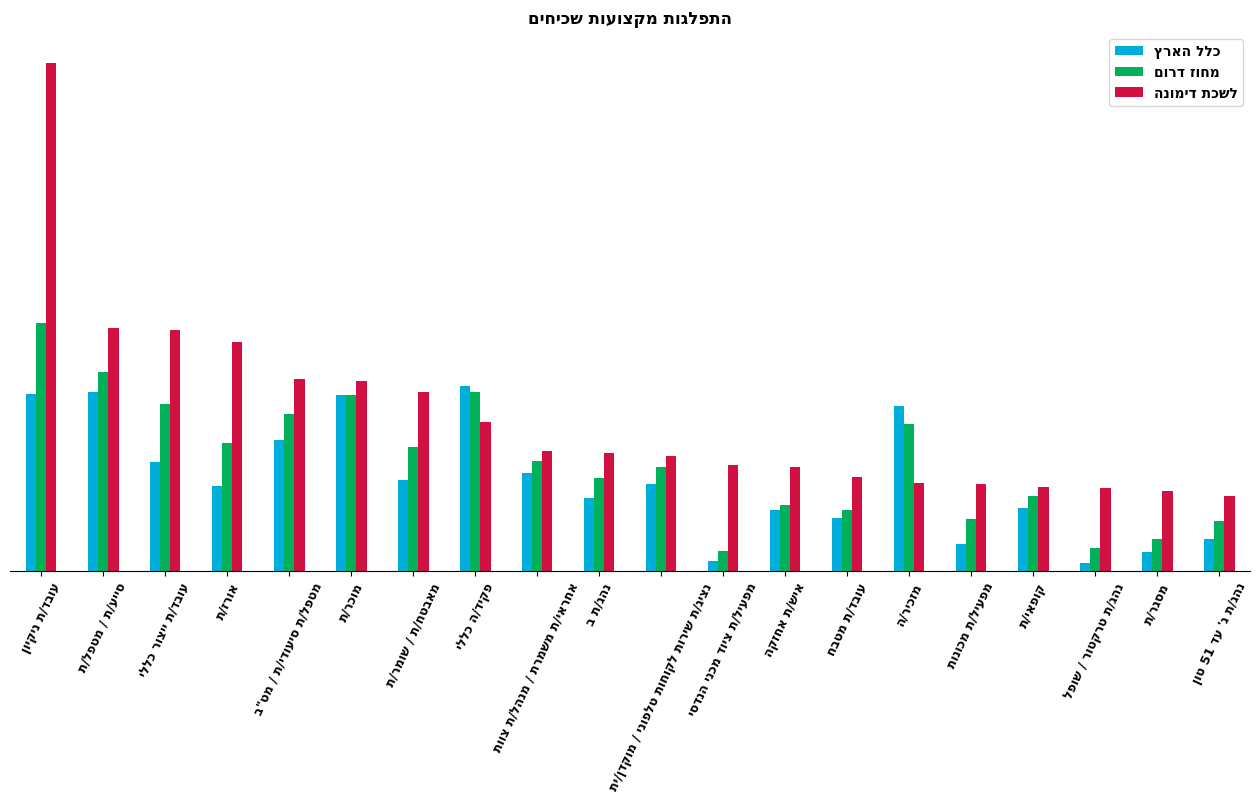 התפלגות מקצועות שכיחים
כלל הארץ
מחוז דרום
לשכת דימונה
עובד/ת ניקיון
סייע/ת / מטפל/ת
עובד/ת ייצור כללי
אורז/ת
מטפל/ת סיעודי/ת / מט"ב
מוכר/ת
מאבטח/ת / שומר/ת
פקיד/ה כללי
אחראי/ת משמרת / מנהל/ת צוות
נהג/ת ב
נציג/ת שירות לקוחות טלפוני / מוקדן/ית
מפעיל/ת ציוד מכני הנדסי
איש/ת אחזקה
עובד/ת מטבח
מזכיר/ה
מפעיל/ת מכונות
קופאי/ת
נהג/ת טרקטור / שופל
מסגר/ת
נהג/ת ג' עד 51 טון